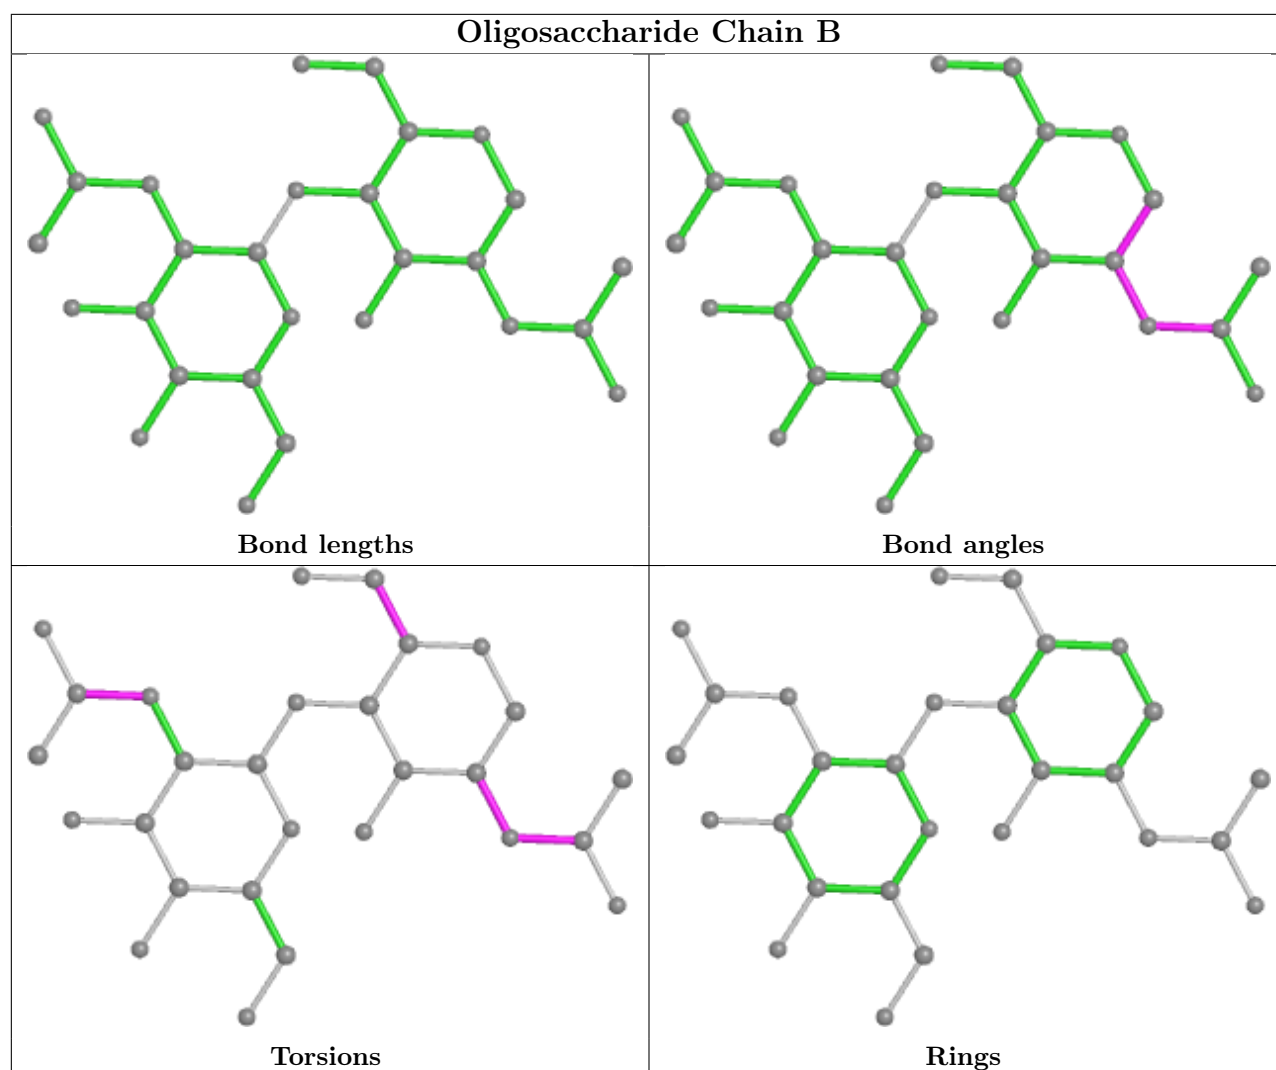 Oligosaccharide Chain B
Bond lengths
Bond angles
Torsions
Rings